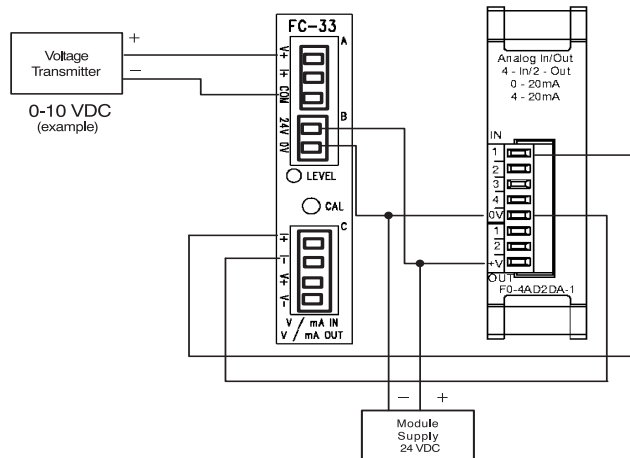 Voltage
Transmitter
+
−
0-10 VDC
(example)
FC-33
A
V+
I+
COM
B
24V
0V
LEVEL
CAL
C
I+
I-
V+
V-
V / mA IN
V / mA OUT
Analog In/Out
4 - In/2 - Out
0 - 20mA
4 - 20mA
IN
1
2
3
4
0V
1
2
+V
OUT
F0-4AD2DA-1
− +
Module
Supply
24 VDC